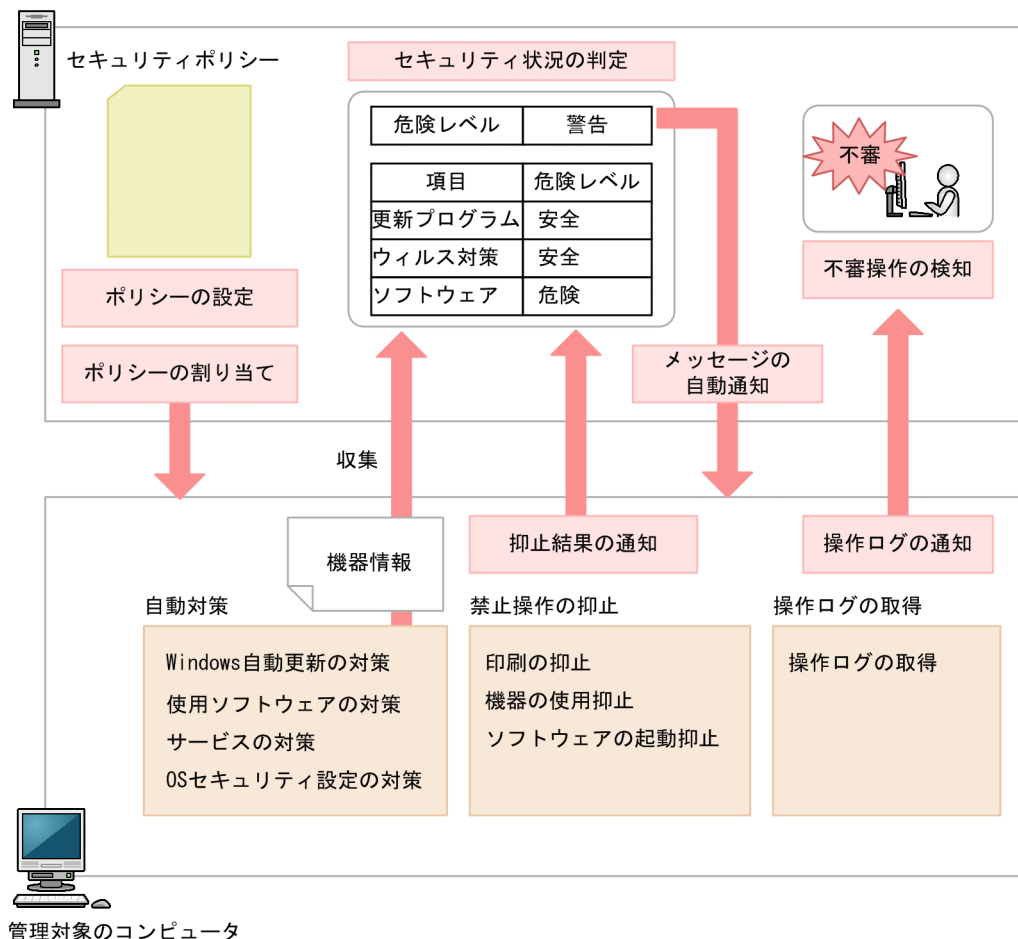 セキュリティポリシー
セキュリティ状況の判定
危険レベル 警告
不審
項目 危険レベル
更新プログラム 安全
ウィルス対策 安全
ソフトウェア 危険
不審操作の検知
ポリシーの設定
ポリシーの割り当て
メッセージの
自動通知
収集
機器情報
抑止結果の通知
操作ログの通知
自動対策
Windows自動更新の対策
使用ソフトウェアの対策
サービスの対策
OSセキュリティ設定の対策
禁止操作の抑止
印刷の抑止
機器の使用抑止
ソフトウェアの起動抑止
操作ログの取得
操作ログの取得
管理対象のコンピュータ